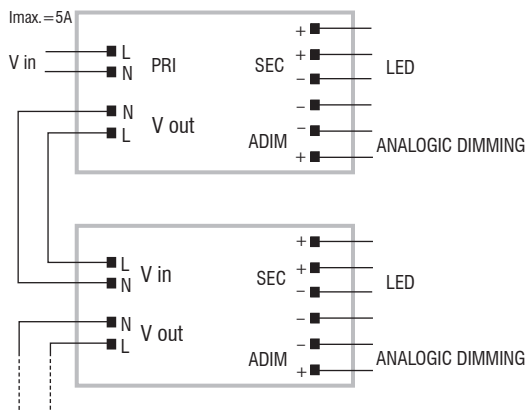 Imax.=5A
V in
L
N
PRI
N
L
V out
SEC
+
+
−
−
LED
ADIM
−
+
ANALOGIC DIMMING
L
N
V in
N
L
V out
SEC
+
+
−
−
LED
ADIM
−
+
ANALOGIC DIMMING